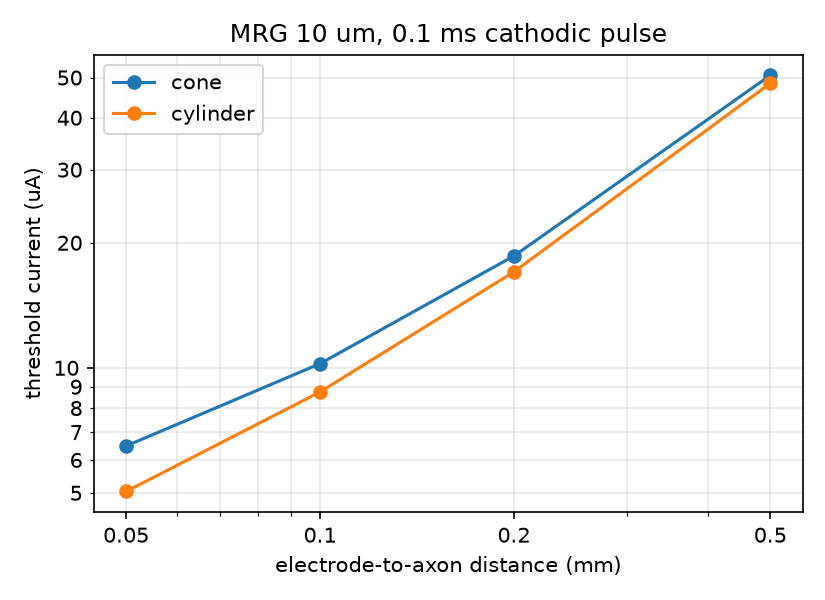 MRG 10 um, 0.1 ms cathodic pulse
cone
cylinder
threshold current (uA)
50
40
30
20
10
9
8
7
6
5
0.05
0.1
0.2
0.5
electrode-to-axon distance (mm)